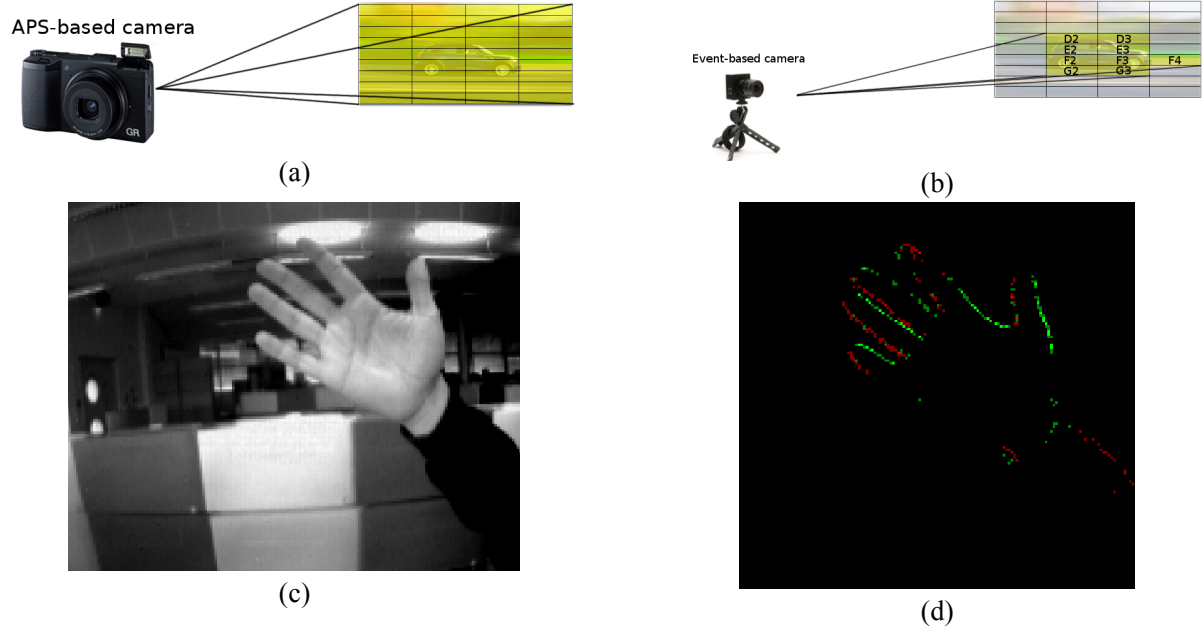 APS-based camera
GR
(a)
Event-based camera
D2 D3
E2 E3
F2 F3 F4
G2 G3
(b)
(c)
(d)